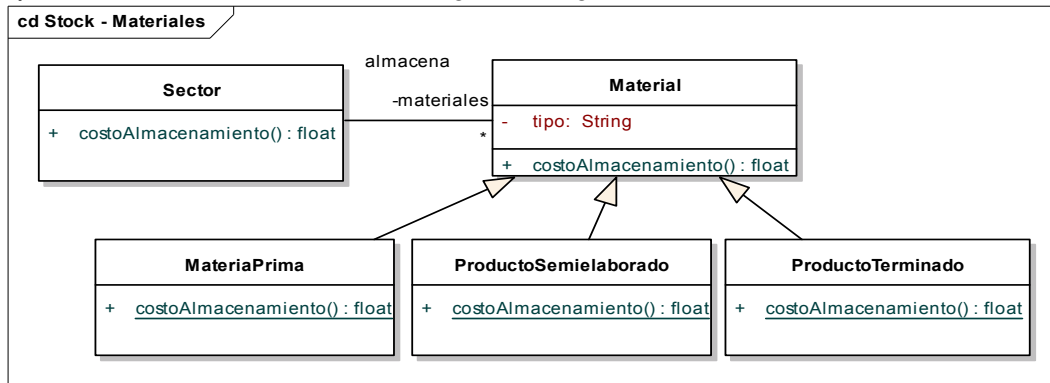 cd Stock - Materiales
almacena
Sector
Material
-materiales
- tipo: String
+ costoAlmacenamiento() : float
*
+ costoAlmacenamiento() : float
MateriaPrima
ProductoSemielaborado
ProductoTerminado
+ costoAlmacenamiento() : float
+ costoAlmacenamiento() : float
+ costoAlmacenamiento() : float